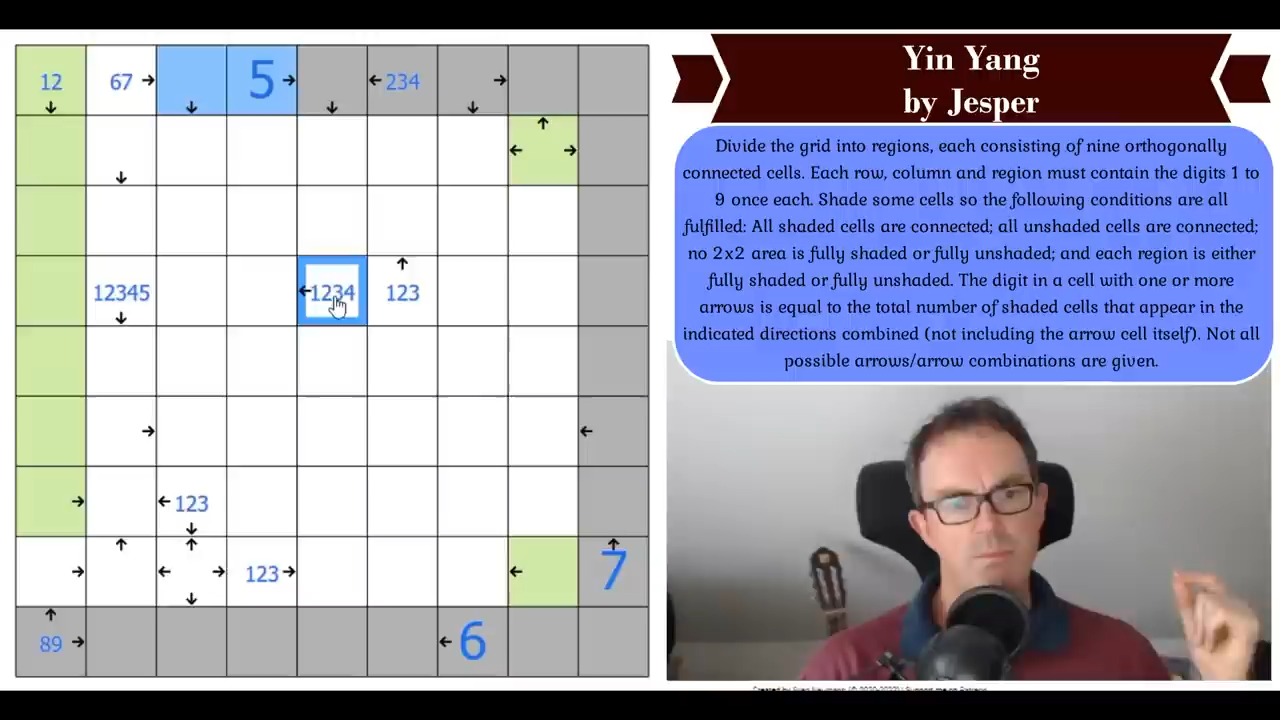 Yin Yang
by Jesper
Divide the grid into regions, each consisting of nine orthogonally
connected cells. Each row, column and region must contain the digits 1 to
9 once each. Shade some cells so the following conditions are all
fulfilled: All shaded cells are connected; all unshaded cells are connected;
no 2x2 area is fully shaded or fully unshaded; and each region is either
fully shaded or fully unshaded. The digit in a cell with one or more
arrows is equal to the total number of shaded cells that appear in the
indicated directions combined (not including the arrow cell itself). Not all
possible arrows/arrow combinations are given.
12 67 5 234
12345 1234 123
123
123 7
89 6